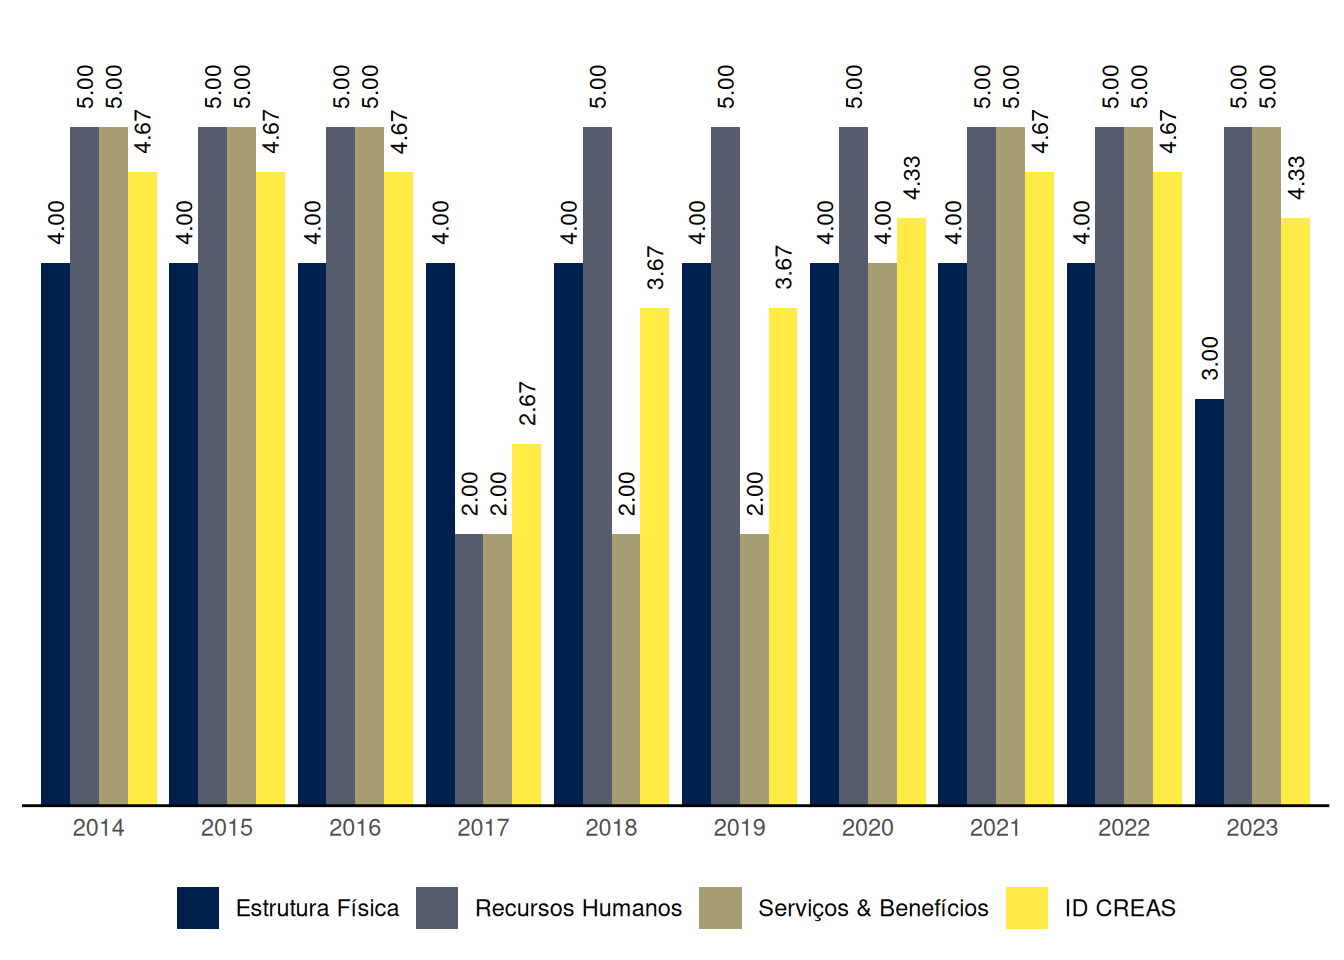 4.00 5.00 5.00 4.67 4.00 5.00 5.00 4.67 4.00 5.00 5.00 4.67 4.00 2.00 2.00 2.67 4.00 5.00 2.00 3.67 4.00 5.00 2.00 3.67 4.00 5.00 4.00 4.33 4.00 5.00 5.00 4.67 4.00 5.00 5.00 4.67 3.00 5.00 5.00 4.33
2014 2015 2016 2017 2018 2019 2020 2021 2022 2023
Estrutura Física Recursos Humanos Serviços & Benefícios ID CREAS